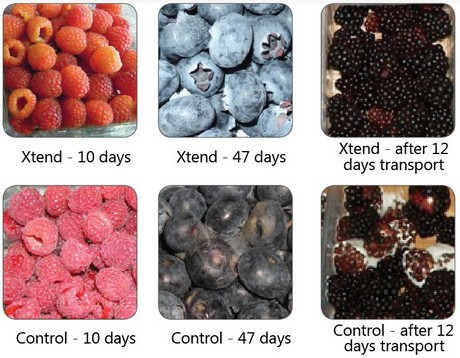 Xtend - 10 days
Xtend - 47 days
Xtend - after 12
days transport
Control - 10 days
Control - 47 days
Control - after 12
days transport